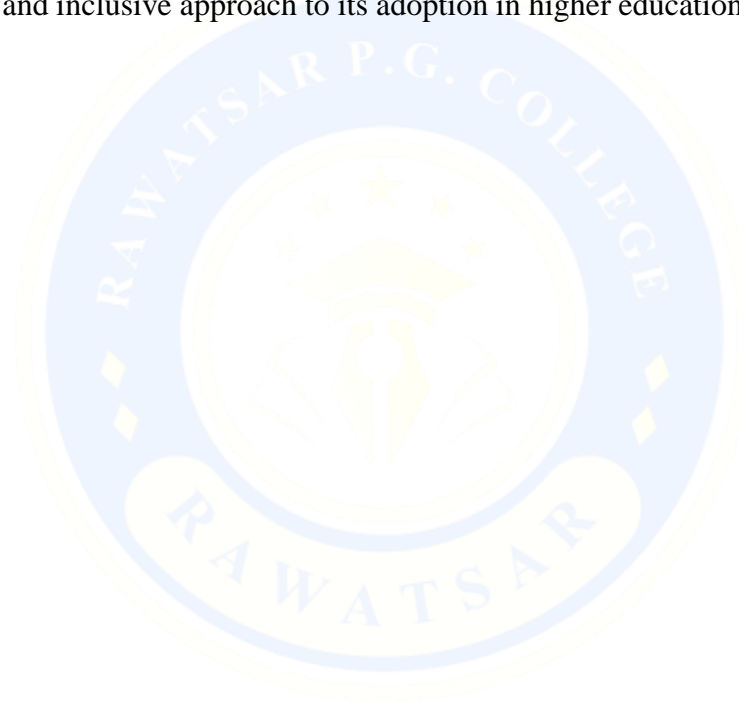 and inclusive approach to its adoption in higher education
RAWATSAR P.G. COLLEGE
RAWATSAR